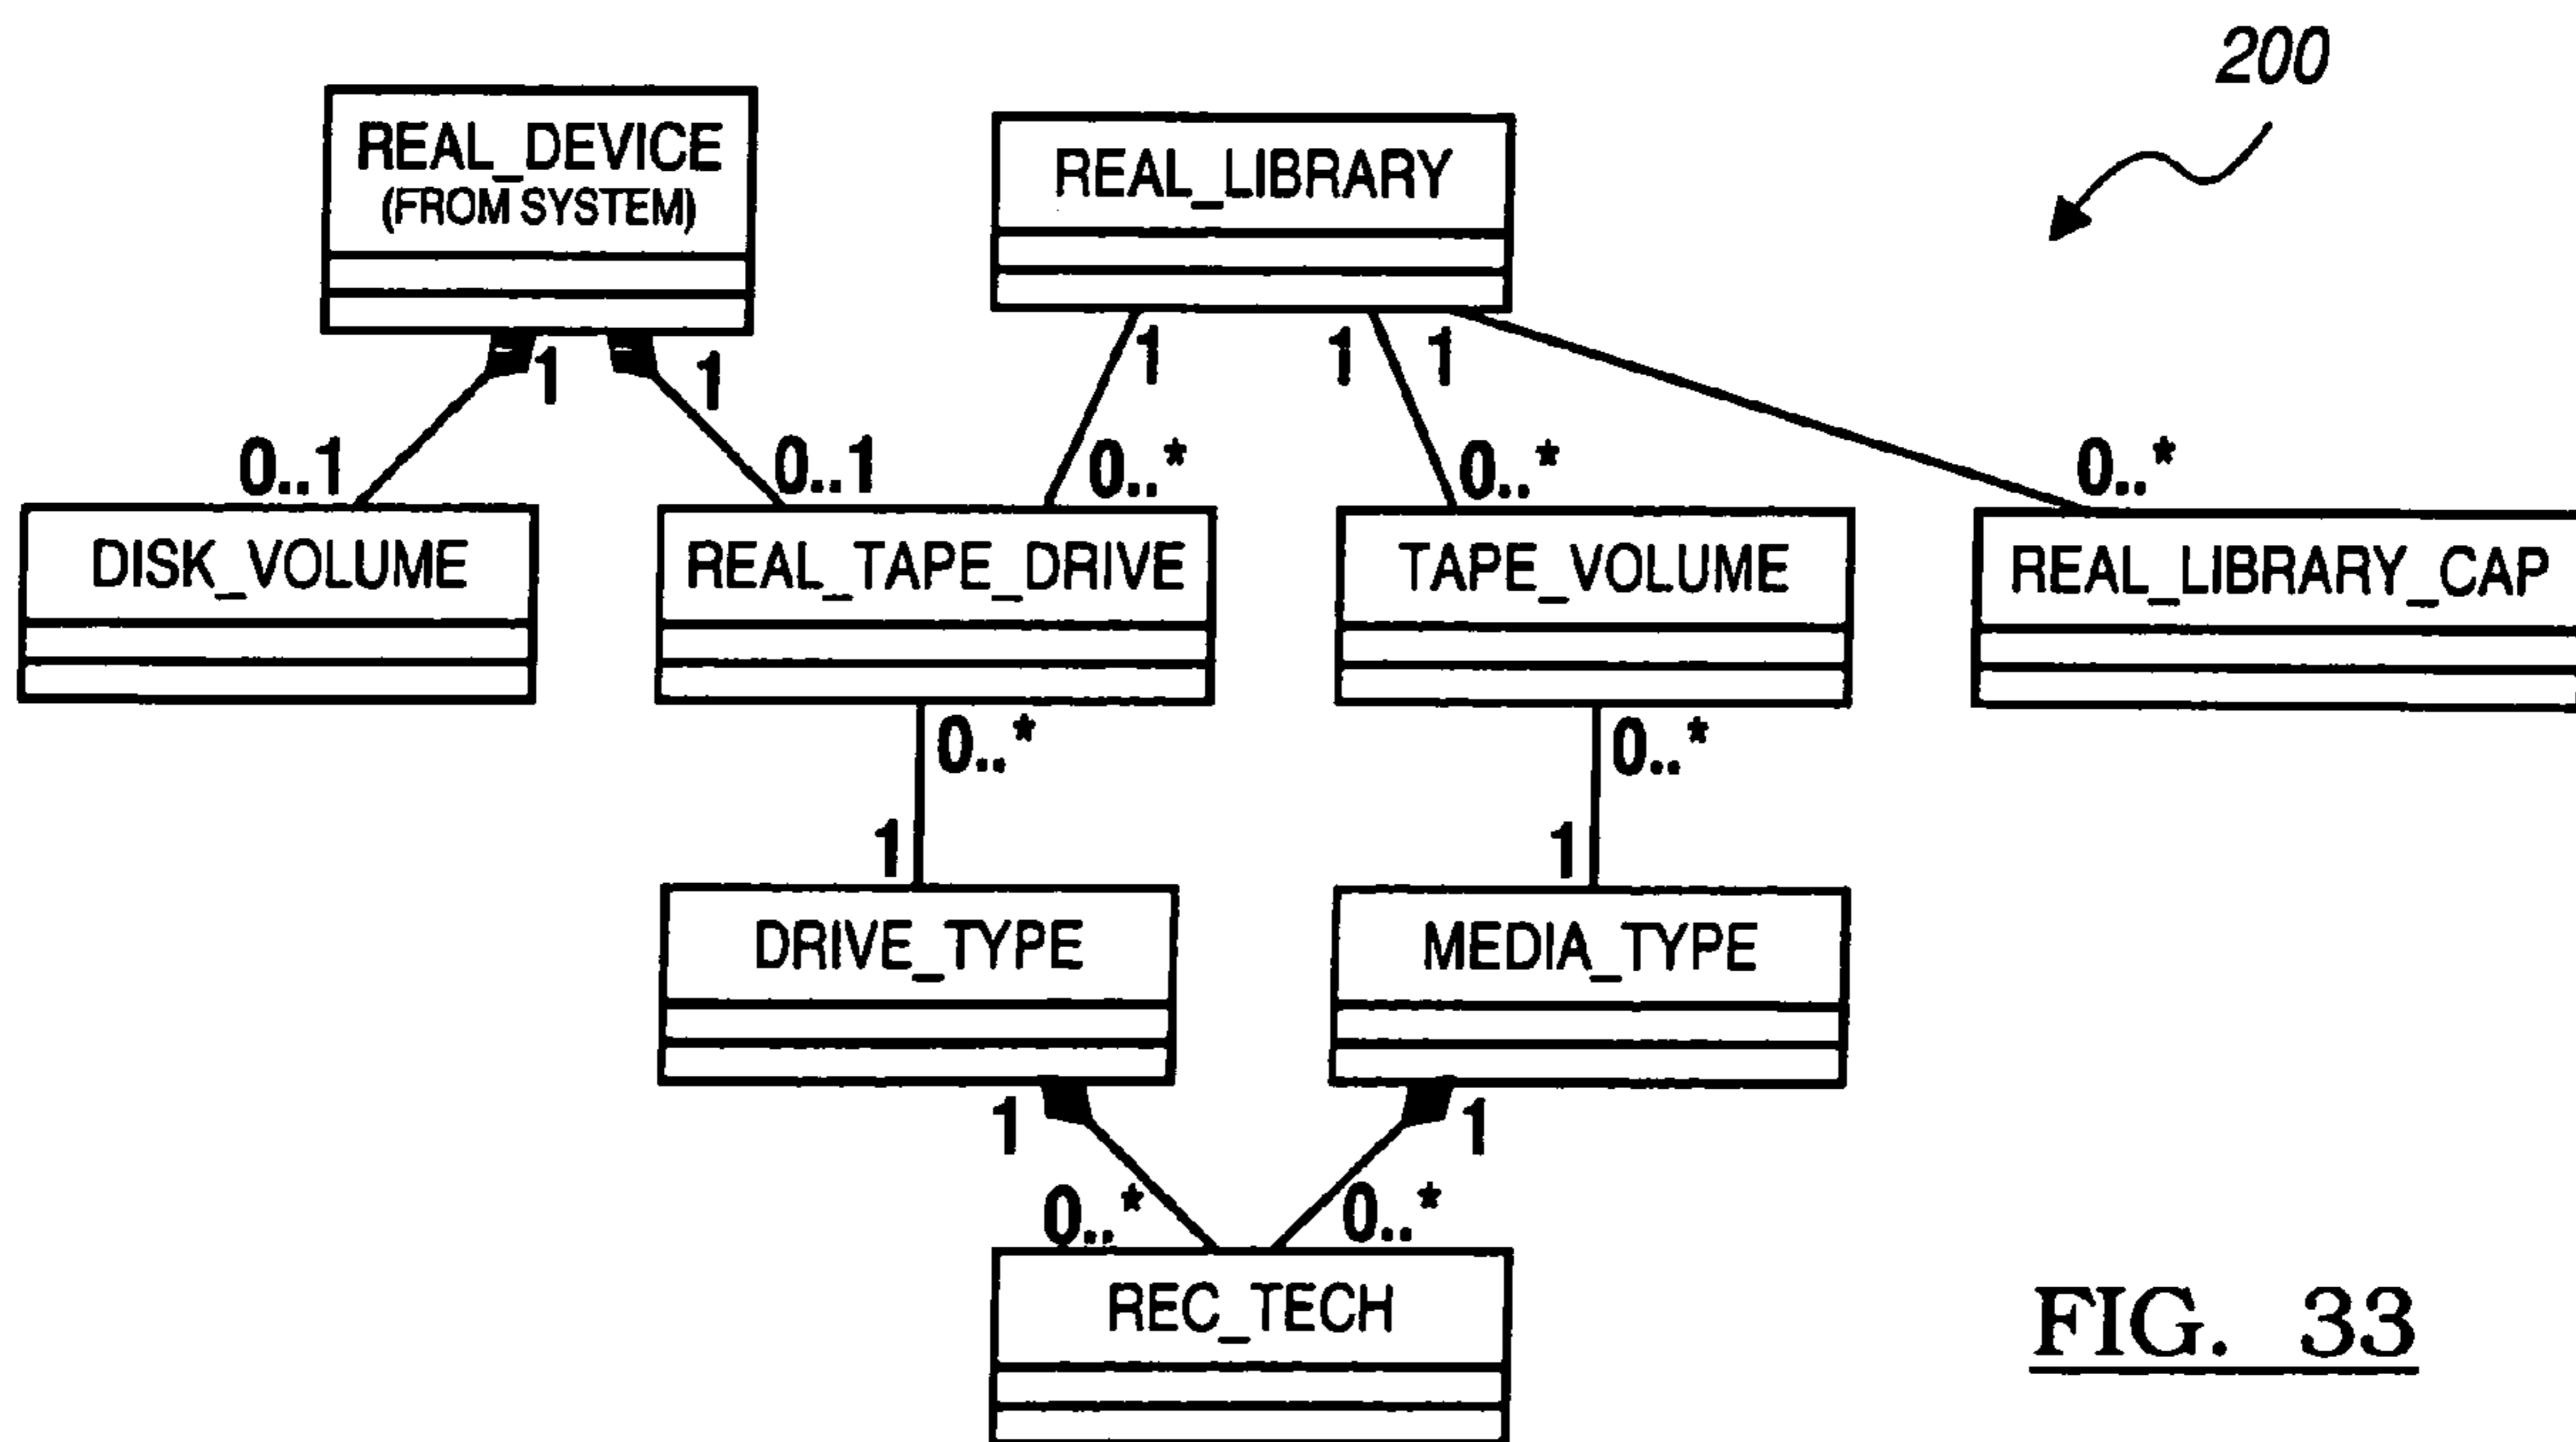 200
REAL_DEVICE
(FROM SYSTEM)
REAL_LIBRARY
1
1
1
1
1
0..1
0..1
0..*
0..*
0..*
DISK_VOLUME
REAL_TAPE_DRIVE
TAPE_VOLUME
REAL_LIBRARY_CAP
0..*
0..*
1
1
DRIVE_TYPE
MEDIA_TYPE
1
1
0..*
0..*
REC_TECH
FIG. 33